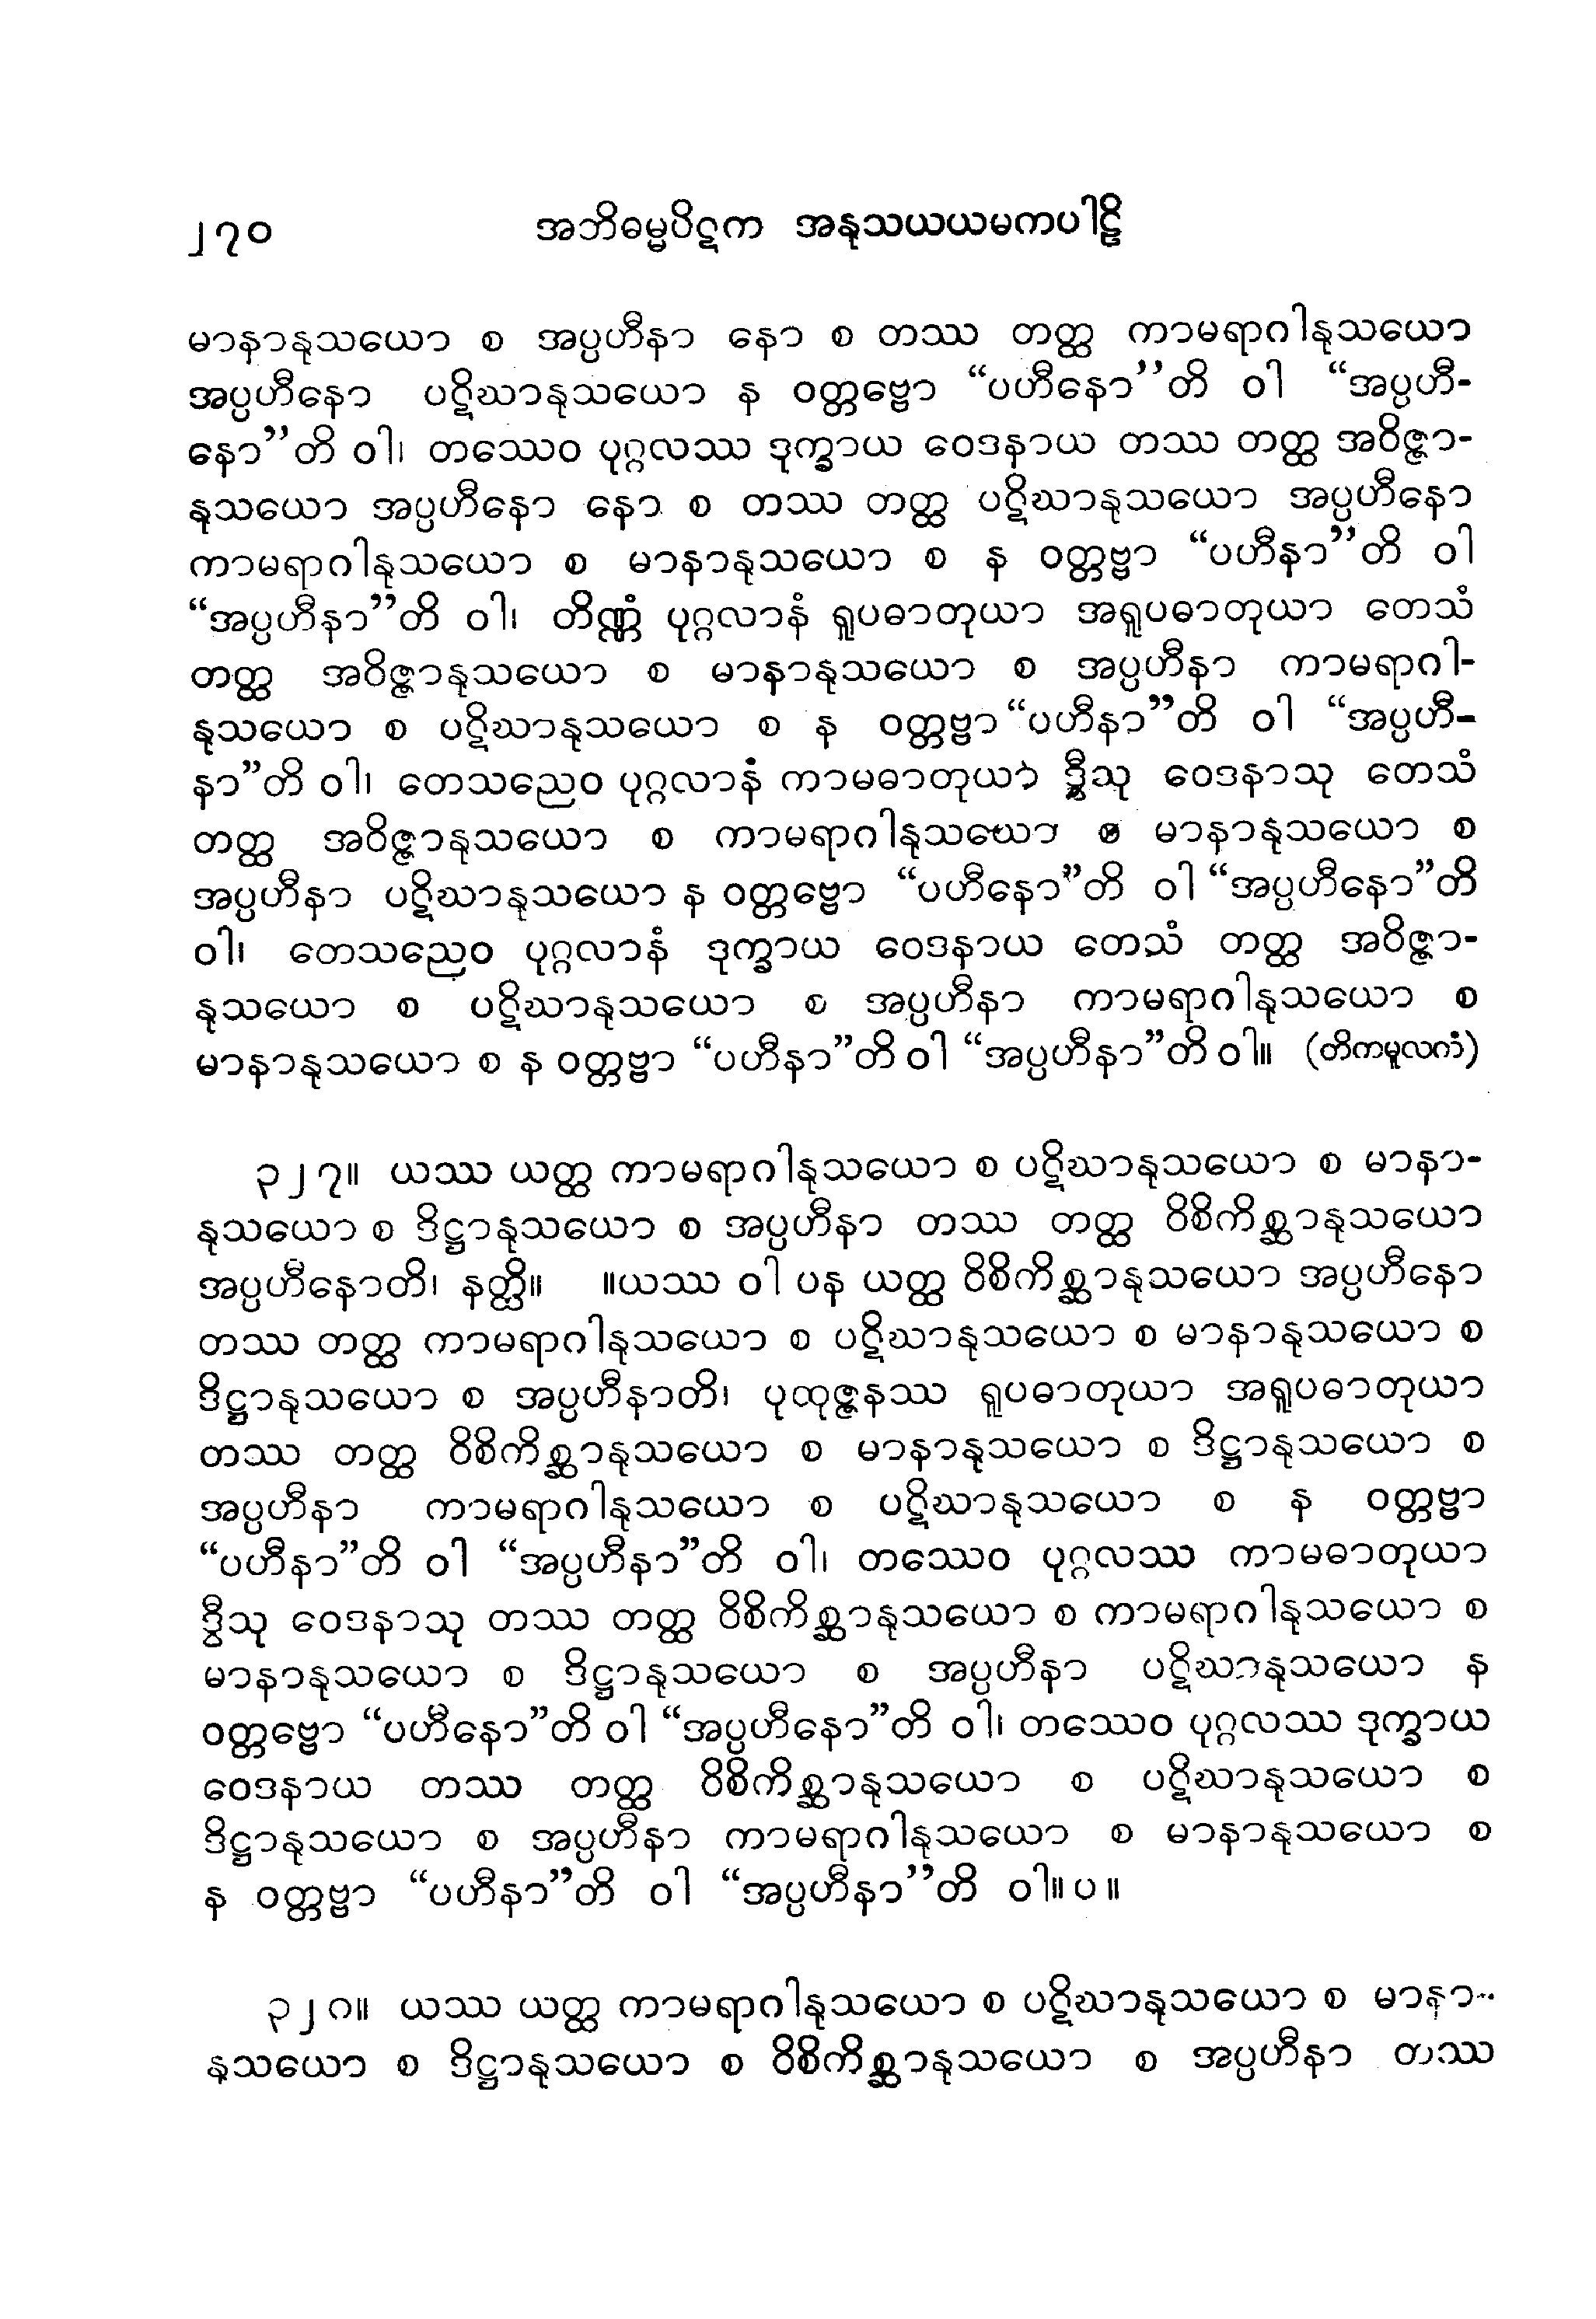 ၂၇၀ အဘိဓမ္မပိဋက အနုသယယမကပါဠိ
မာနာနုသယော စ အပ္ပဟီနာ နော စ တဿ တတ္ထ ကာမရာဂါနုသယော
အပ္ပဟီနော ပဋိဃာနုသယော န ဝတ္တဗ္ဗော “ပဟီနော’’တိ ဝါ “အပ္ပဟီ-
နော’’တိ ဝါ၊ တဿေဝ ပုဂ္ဂလဿ ဒုက္ခာယ ဝေဒနာယ တဿ တတ္ထ အဝိဇ္ဇာ-
နုသယော အပ္ပဟီနော နော စ တဿ တတ္ထ ပဋိဃာနုသယော အပ္ပဟီနော
ကာမရာဂါနုသယော စ မာနာနုသယော စ န ဝတ္တဗ္ဗာ “ပဟီနာ’’တိ ဝါ
“အပ္ပဟီနာ’’တိ ဝါ၊ တိဏ္ဏံ ပုဂ္ဂလာနံ ရူပဓာတုယာ အရူပဓာတုယာ တေသံ
တတ္ထ အဝိဇ္ဇာနုသယော စ မာနာနုသယော စ အပ္ပဟီနာ ကာမရာဂါ-
နုသယော စ ပဋိဃာနုသယော စ န ဝတ္တဗ္ဗာ “ပဟီနာ”တိ ဝါ “အပ္ပဟီ-
နာ”တိ ဝါ၊ တေသညေဝ ပုဂ္ဂလာနံ ကာမဓာတုယာ ဒွီသု ဝေဒနာသု တေသံ
တတ္ထ အဝိဇ္ဇာနုသယော စ ကာမရာဂါနုသယော စ မာနာနုသယော စ
အပ္ပဟီနာ ပဋိဃာနုသယော န ဝတ္တဗ္ဗော “ပဟီနော”တိ ဝါ “အပ္ပဟီနော”တိ
ဝါ၊ တေသညေဝ ပုဂ္ဂလာနံ ဒုက္ခာယ ဝေဒနာယ တေသံ တတ္ထ အဝိဇ္ဇာ-
နုသယော စ ပဋိဃာနုသယော စ အပ္ပဟီနာ ကာမရာဂါနုသယော စ
မာနာနုသယော စ န ဝတ္တဗ္ဗာ “ပဟီနာ”တိ ဝါ “အပ္ပဟီနာ”တိ ဝါ။ (တိကမူလကံ)
၃၂၇။ ယဿ ယတ္ထ ကာမရာဂါနုသယော စ ပဋိဃာနုသယော စ မာနာ-
နုသယော စ ဒိဋ္ဌာနုသယော စ အပ္ပဟီနာ တဿ တတ္ထ ဝိစိကိစ္ဆာနုသယော
အပ္ပဟီနောတိ၊ နတ္ထိ။ ။ယဿ ဝါ ပန ယတ္ထ ဝိစိကိစ္ဆာနုသယော အပ္ပဟီနော
တဿ တတ္ထ ကာမရာဂါနုသယော စ ပဋိဃာနုသယော စ မာနာနုသယော စ
ဒိဋ္ဌာနုသယော စ အပ္ပဟီနာတိ၊ ပုထုဇ္ဇနဿ ရူပဓာတုယာ အရူပဓာတုယာ
တဿ တတ္ထ ဝိစိကိစ္ဆာနုသယော စ မာနာနုသယော စ ဒိဋ္ဌာနုသယော စ
အပ္ပဟီနာ ကာမရာဂါနုသယော စ ပဋိဃာနုသယော စ န ဝတ္တဗ္ဗာ
“ပဟီနာ”တိ ဝါ “အပ္ပဟီနာ”တိ ဝါ၊ တဿေဝ ပုဂ္ဂလဿ ကာမဓာတုယာ
ဒွီသု ဝေဒနာသု တဿ တတ္ထ ဝိစိကိစ္ဆာနုသယော စ ကာမရာဂါနုသယော စ
မာနာနုသယော စ ဒိဋ္ဌာနုသယော စ အပ္ပဟီနာ ပဋိဃာနုသယော န
ဝတ္တဗ္ဗော “ပဟီနော”တိ ဝါ “အပ္ပဟီနော”တိ ဝါ၊ တဿေဝ ပုဂ္ဂလဿ ဒုက္ခာယ
ဝေဒနာယ တဿ တတ္ထ ဝိစိကိစ္ဆာနုသယော စ ပဋိဃာနုသယော စ
ဒိဋ္ဌာနုသယော စ အပ္ပဟီနာ ကာမရာဂါနုသယော စ မာနာနုသယော စ
န ဝတ္တဗ္ဗာ “ပဟီနာ”တိ ဝါ “အပ္ပဟီနာ’’တိ ဝါ။ပ။
၃၂၈။ ယဿ ယတ္ထ ကာမရာဂါနုသယော စ ပဋိဃာနုသယော စ မာနာ-
နုသယော စ ဒိဋ္ဌာနုသယော စ ဝိစိကိစ္ဆာနုသယော စ အပ္ပဟီနာ တဿ